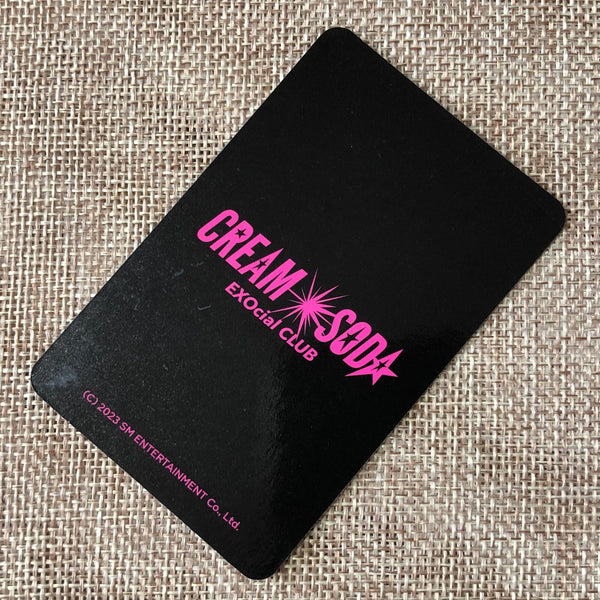 CREAM SODA
EXOcial CLUB
(C) 2023 SM ENTERTAINMENT Co., Ltd.